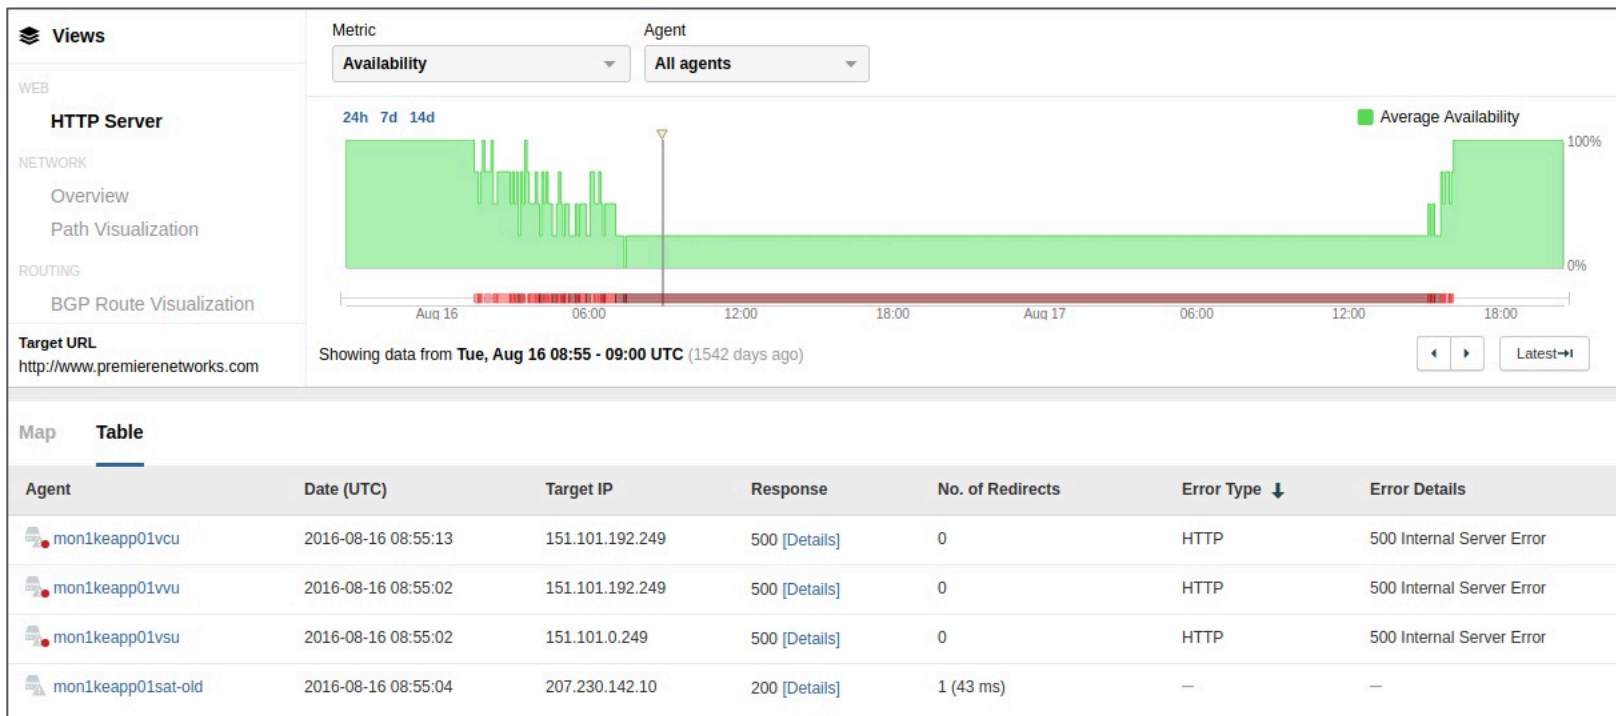 Views
WEB
HTTP Server
NETWORK
Overview
Path Visualization
ROUTING
BGP Route Visualization
Target URL
http://www.premierenetworks.com
Metric Agent
Availability All agents
24h 7d 14d Average Availability
100%
0%
Aug 16 06:00 12:00 18:00 Aug 17 06:00 12:00 18:00
Showing data from Tue, Aug 16 08:55 - 09:00 UTC (1542 days ago) Latest
Map Table
Agent Date (UTC) Target IP Response No. of Redirects Error Type Error Details
mon1keapp01vcu 2016-08-16 08:55:13 151.101.192.249 500 [Details] 0 HTTP 500 Internal Server Error
mon1keapp01vvu 2016-08-16 08:55:02 151.101.192.249 500 [Details] 0 HTTP 500 Internal Server Error
mon1keapp01vsu 2016-08-16 08:55:02 151.101.0.249 500 [Details] 0 HTTP 500 Internal Server Error
mon1keapp01sat-old 2016-08-16 08:55:04 207.230.142.10 200 [Details] 1 (43 ms) — —